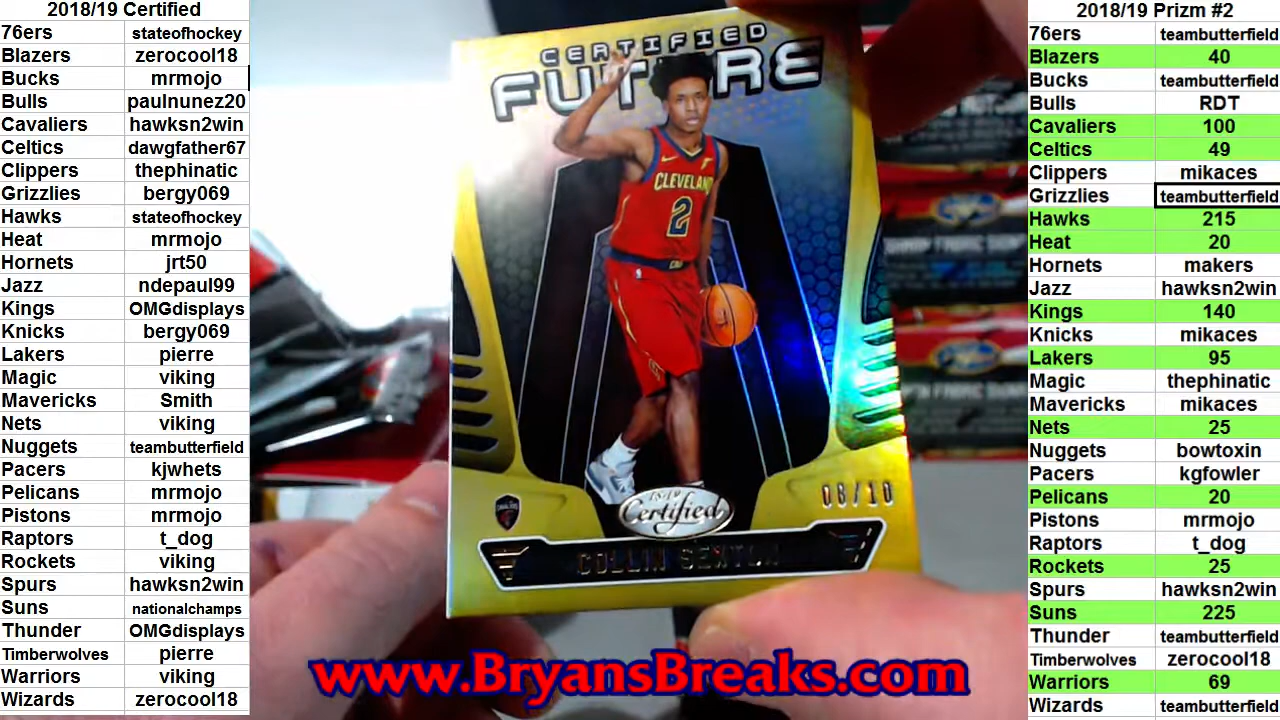 2018/19 Certified
76ers stateofhockey
Blazers zerocool18
Bucks mrmojo
Bulls paulnunez20
Cavaliers hawksn2win
Celtics dawgfather67
Clippers thephinatic
Grizzlies bergy069
Hawks stateofhockey
Heat mrmojo
Hornets jrt50
Jazz ndepaul99
Kings OMGdisplays
Knicks bergy069
Lakers pierre
Magic viking
Mavericks Smith
Nets viking
Nuggets teambutterfield
Pacers kjwhets
Pelicans mrmojo
Pistons mrmojo
Raptors t_dog
Rockets viking
Spurs hawksn2win
Suns nationalchamps
Thunder OMGdisplays
Timberwolves pierre
Warriors viking
Wizards zerocool18
CERTIFIED
FUTURE
CLEVELAND
2
08/10
18-19
Certified
COLLIN SEXTON
www.BryansBreaks.com
2018/19 Prizm #2
76ers teambutterfield
Blazers 40
Bucks teambutterfield
Bulls RDT
Cavaliers 100
Celtics 49
Clippers mikaces
Grizzlies teambutterfield
Hawks 215
Heat 20
Hornets makers
Jazz hawksn2win
Kings 140
Knicks mikaces
Lakers 95
Magic thephinatic
Mavericks mikaces
Nets 25
Nuggets bowtoxin
Pacers kgfowler
Pelicans 20
Pistons mrmojo
Raptors t_dog
Rockets 25
Spurs hawksn2win
Suns 225
Thunder teambutterfield
Timberwolves zerocool18
Warriors 69
Wizards teambutterfield